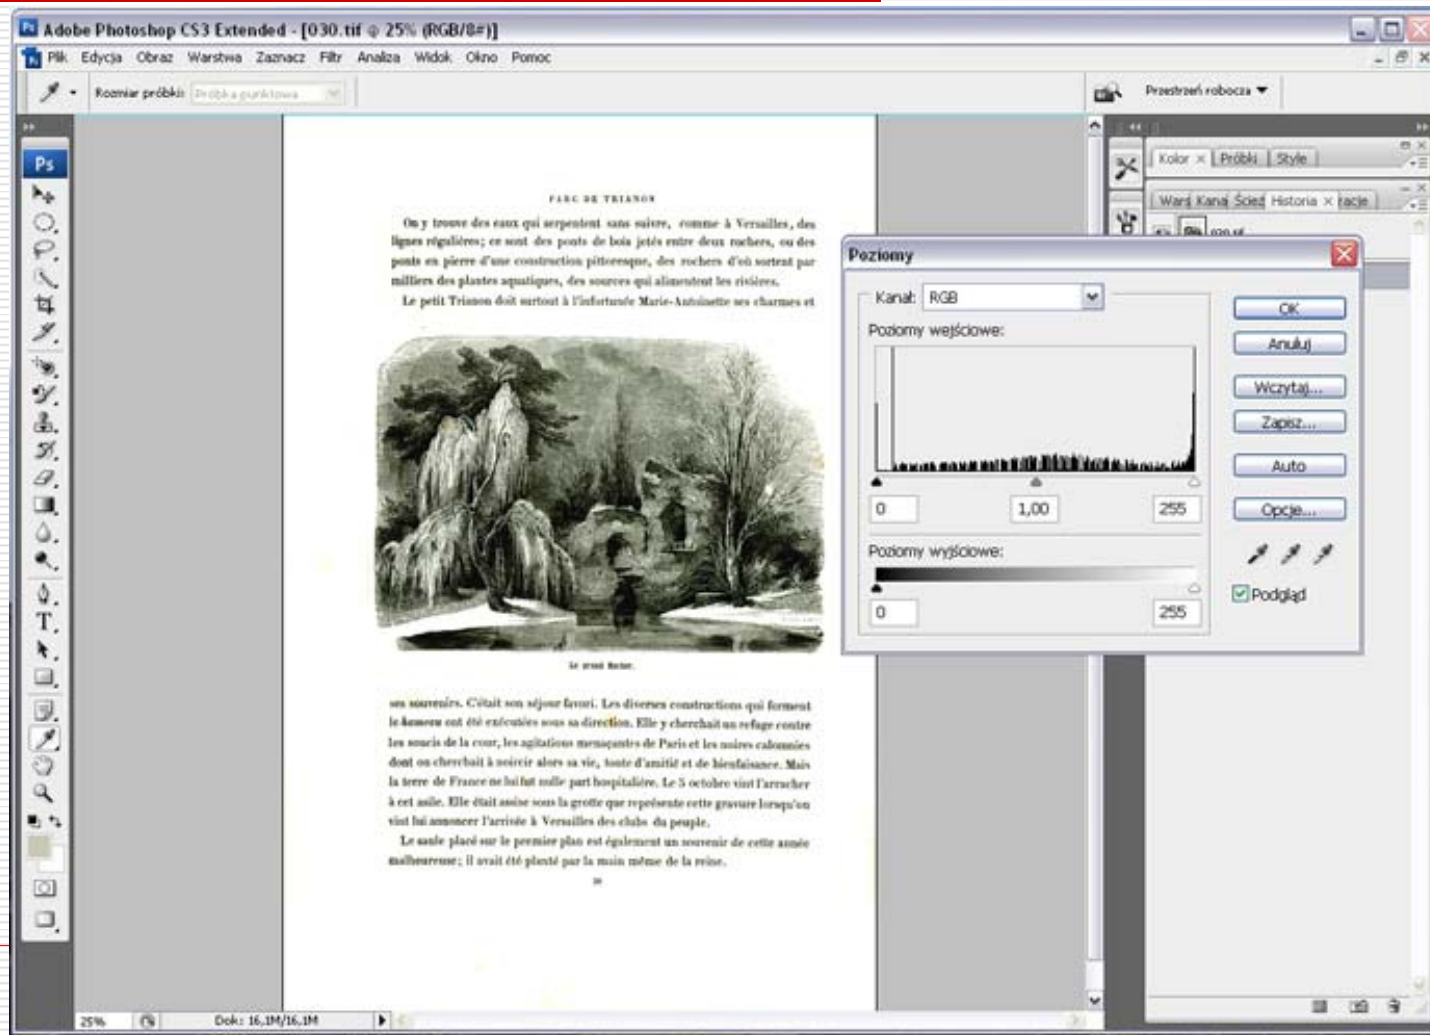 Adobe Photoshop CS3 Extended - [030.tif @ 25% (RGB/8#)]
Plik Edycja Obraz Warstwa Zaznacz Filtr Analiza Widok Okno Pomoc
Rozmiar próbki: Próbka punktowa
Przestrzeń robocza
Ps
Kolor Próbki Style
Wars Kana Ścież Historia racje
PARC DE TRIANON
On y trouve des eaux qui serpentent sans suivre, comme à Versailles, des
lignes régulières; ce sont des ponts de bois jetés entre deux rochers, ou des
ponts en pierre d'une construction pittoresque, des rochers d'où sortent par
milliers des plantes aquatiques, des sources qui alimentent les rivières.
Le petit Trianon doit surtout à l'infortunée Marie-Antoinette ses charmes et
Le grand Rocher.
ses souvenirs. C'était son séjour favori. Les diverses constructions qui forment
le hameau ont été exécutées sous sa direction. Elle y cherchait un refuge contre
les soucis de la cour, les agitations menaçantes de Paris et les noires calomnies
dont on cherchait à noircir alors sa vie, toute d'amitié et de bienfaisance. Mais
la terre de France ne lui fut nulle part hospitalière. Le 5 octobre vint l'arracher
à cet asile. Elle était assise sous la grotte que représente cette gravure lorsqu'on
vint lui annoncer l'arrivée à Versailles des clubs du peuple.
Le saule placé sur le premier plan est également un souvenir de cette année
malheureuse; il avait été planté par la main même de la reine.
Poziomy
Kanał: RGB
Poziomy wejściowe:
0 1,00 255
Poziomy wyjściowe:
0 255
OK
Anuluj
Wczytaj...
Zapisz...
Auto
Opcje...
Podgląd
25% Dok: 16,1M/16,1M